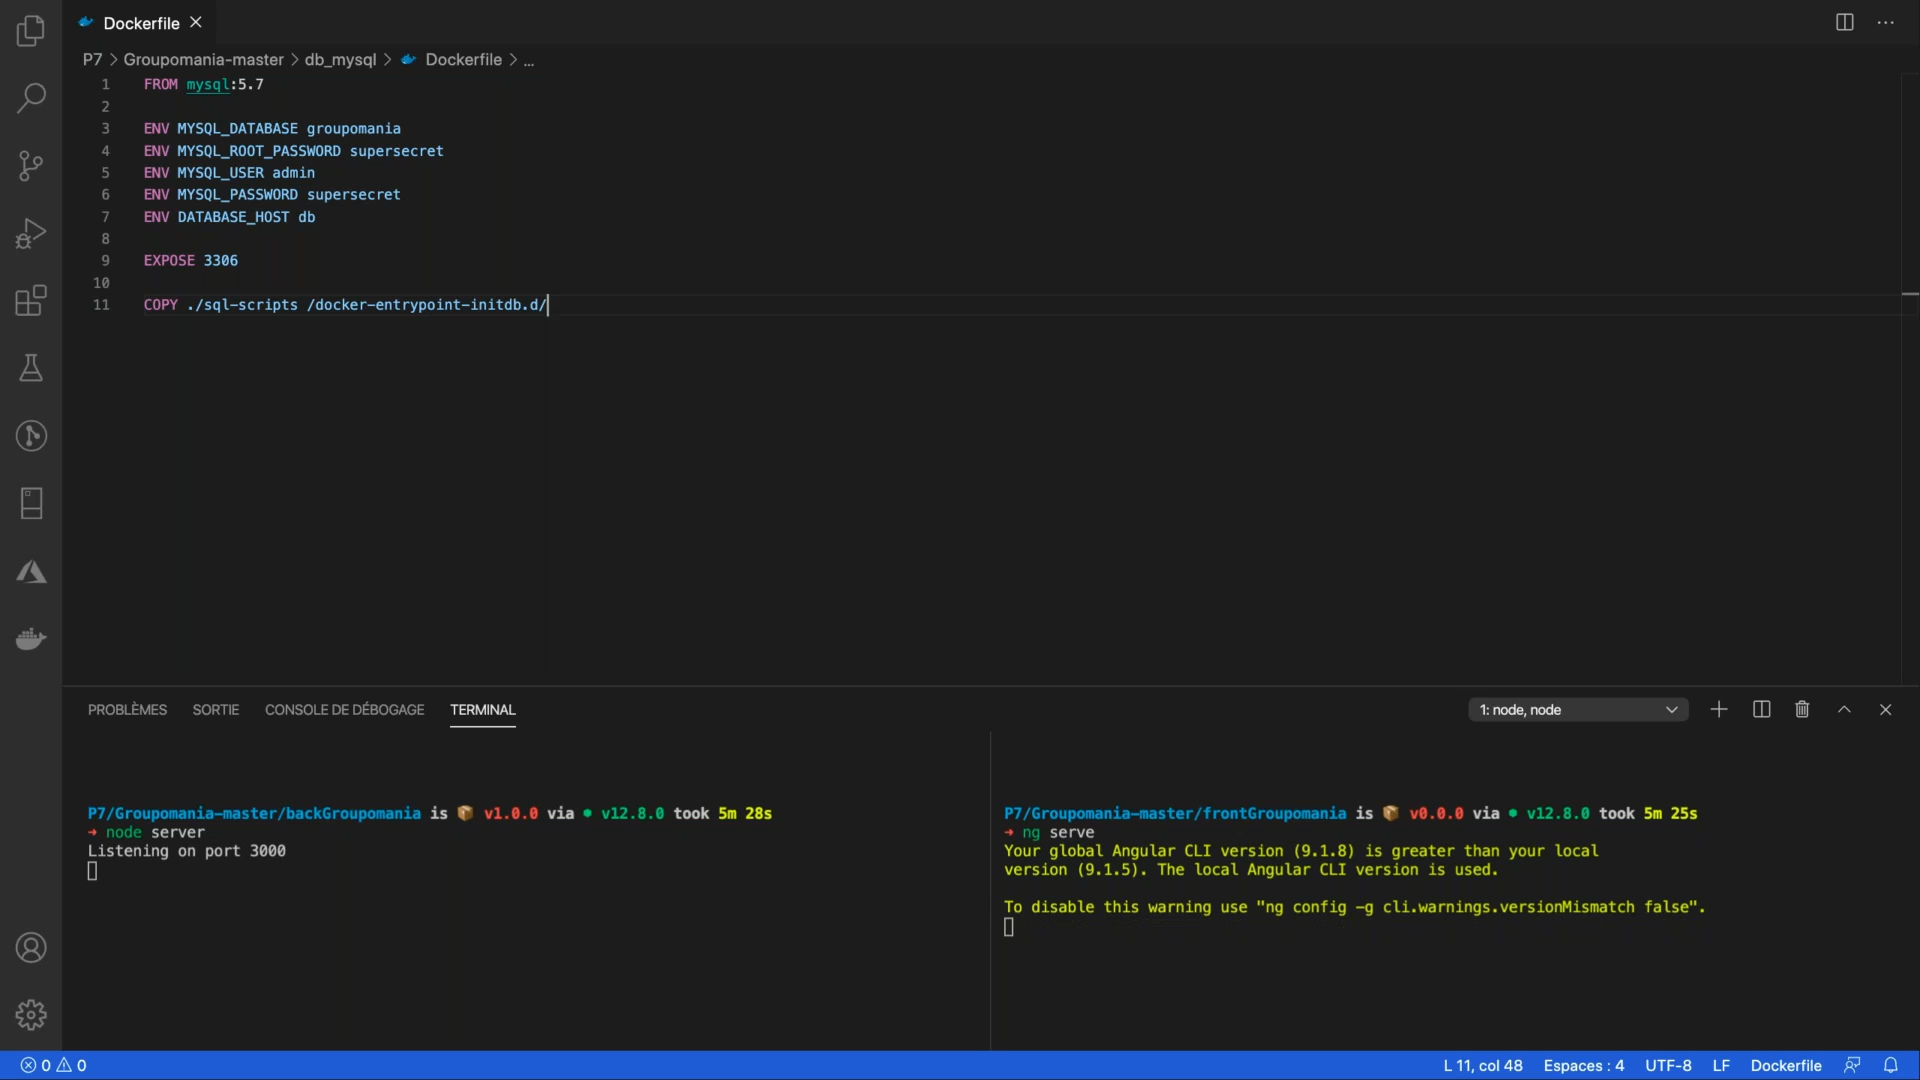 Dockerfile
P7 > Groupomania-master > db_mysql > Dockerfile > ...
1 FROM mysql:5.7
2
3 ENV MYSQL_DATABASE groupomania
4 ENV MYSQL_ROOT_PASSWORD supersecret
5 ENV MYSQL_USER admin
6 ENV MYSQL_PASSWORD supersecret
7 ENV DATABASE_HOST db
8
9 EXPOSE 3306
10
11 COPY ./sql-scripts /docker-entrypoint-initdb.d/
PROBLÈMES SORTIE CONSOLE DE DÉBOGAGE TERMINAL 1: node, node
P7/Groupomania-master/backGroupomania is 📦 v1.0.0 via ● v12.8.0 took 5m 28s
➜ node server
Listening on port 3000
P7/Groupomania-master/frontGroupomania is 📦 v0.0.0 via ● v12.8.0 took 5m 25s
➜ ng serve
Your global Angular CLI version (9.1.8) is greater than your local
version (9.1.5). The local Angular CLI version is used.
To disable this warning use "ng config -g cli.warnings.versionMismatch false".
0 0 L 11, col 48 Espaces : 4 UTF-8 LF Dockerfile